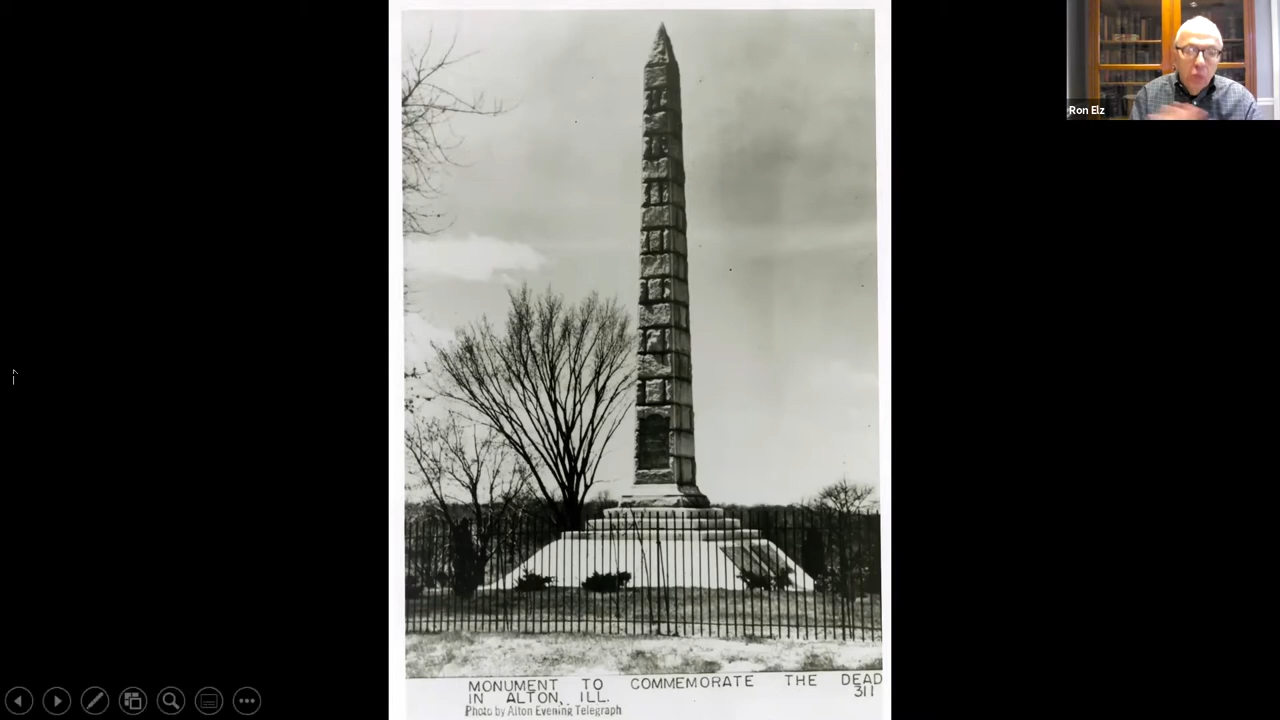 Ron Elz
MONUMENT TO COMMEMORATE THE DEAD
IN ALTON, ILL.
311
Photo by Alton Evening Telegraph